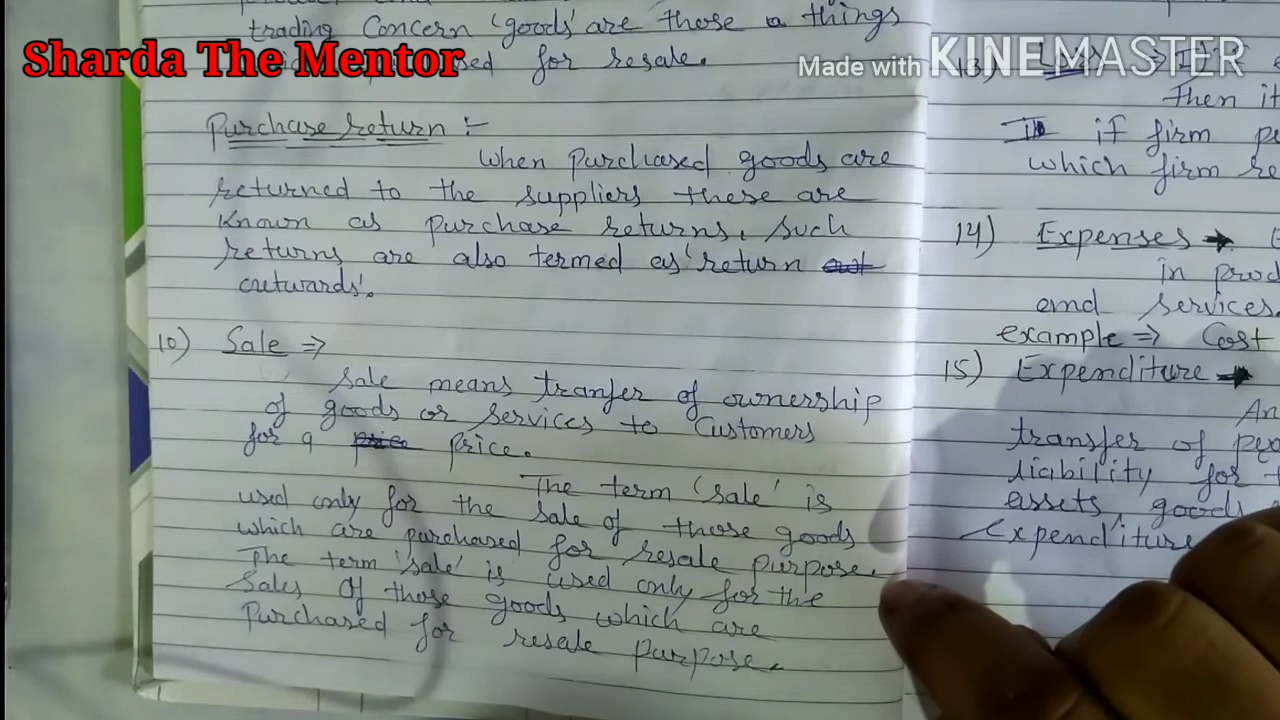 trading Concern 'goods' are those a things
Sharda The Mentor
for resale.
Made with KINEMASTER
Purchase return :-
When purchased goods are
returned to the suppliers these are
known as purchase returns. Such
returns are also termed as 'return out
outwards'.
10) Sale ⇒
Sale means tranfer of ownership
of goods or services to Customers
for a price price.
The term 'sale' is
used only for the sale of those goods
which are purchased for resale purpose.
The term 'sale' is used only for the
Sales Of those goods which are
Purchased for resale purpose.
13)
Then it
if firm
which firm re
14) Expenses →
in prod
and services.
example ⇒ Cost
15) Expenditure →
An
transfer of
liability for
assets, goods
Expenditure